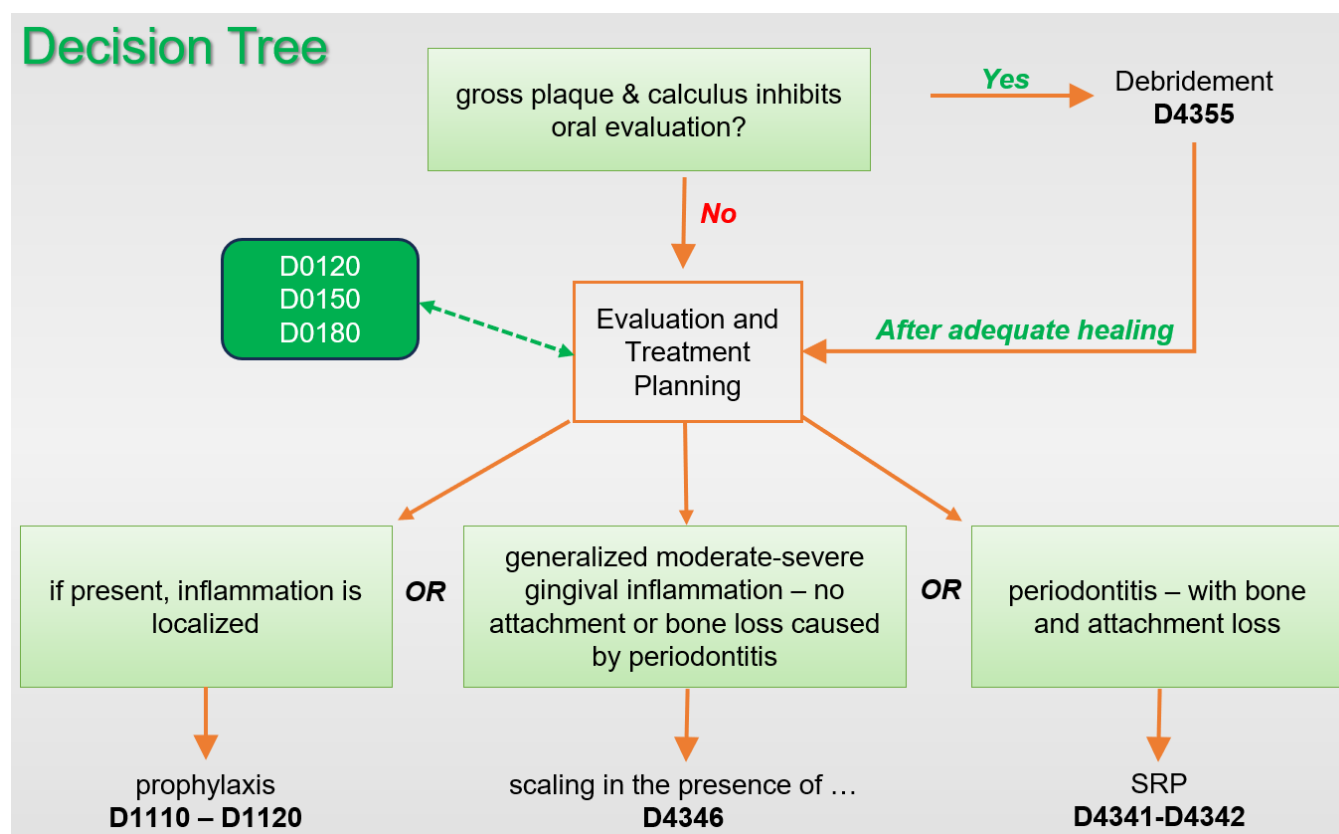 Decision Tree
gross plaque & calculus inhibits
oral evaluation?
Yes
Debridement
D4355
No
D0120
D0150
D0180
Evaluation and
Treatment
Planning
After adequate healing
if present, inflammation is
localized
OR
generalized moderate-severe
gingival inflammation – no
attachment or bone loss caused
by periodontitis
OR
periodontitis – with bone
and attachment loss
prophylaxis
D1110 – D1120
scaling in the presence of …
D4346
SRP
D4341-D4342